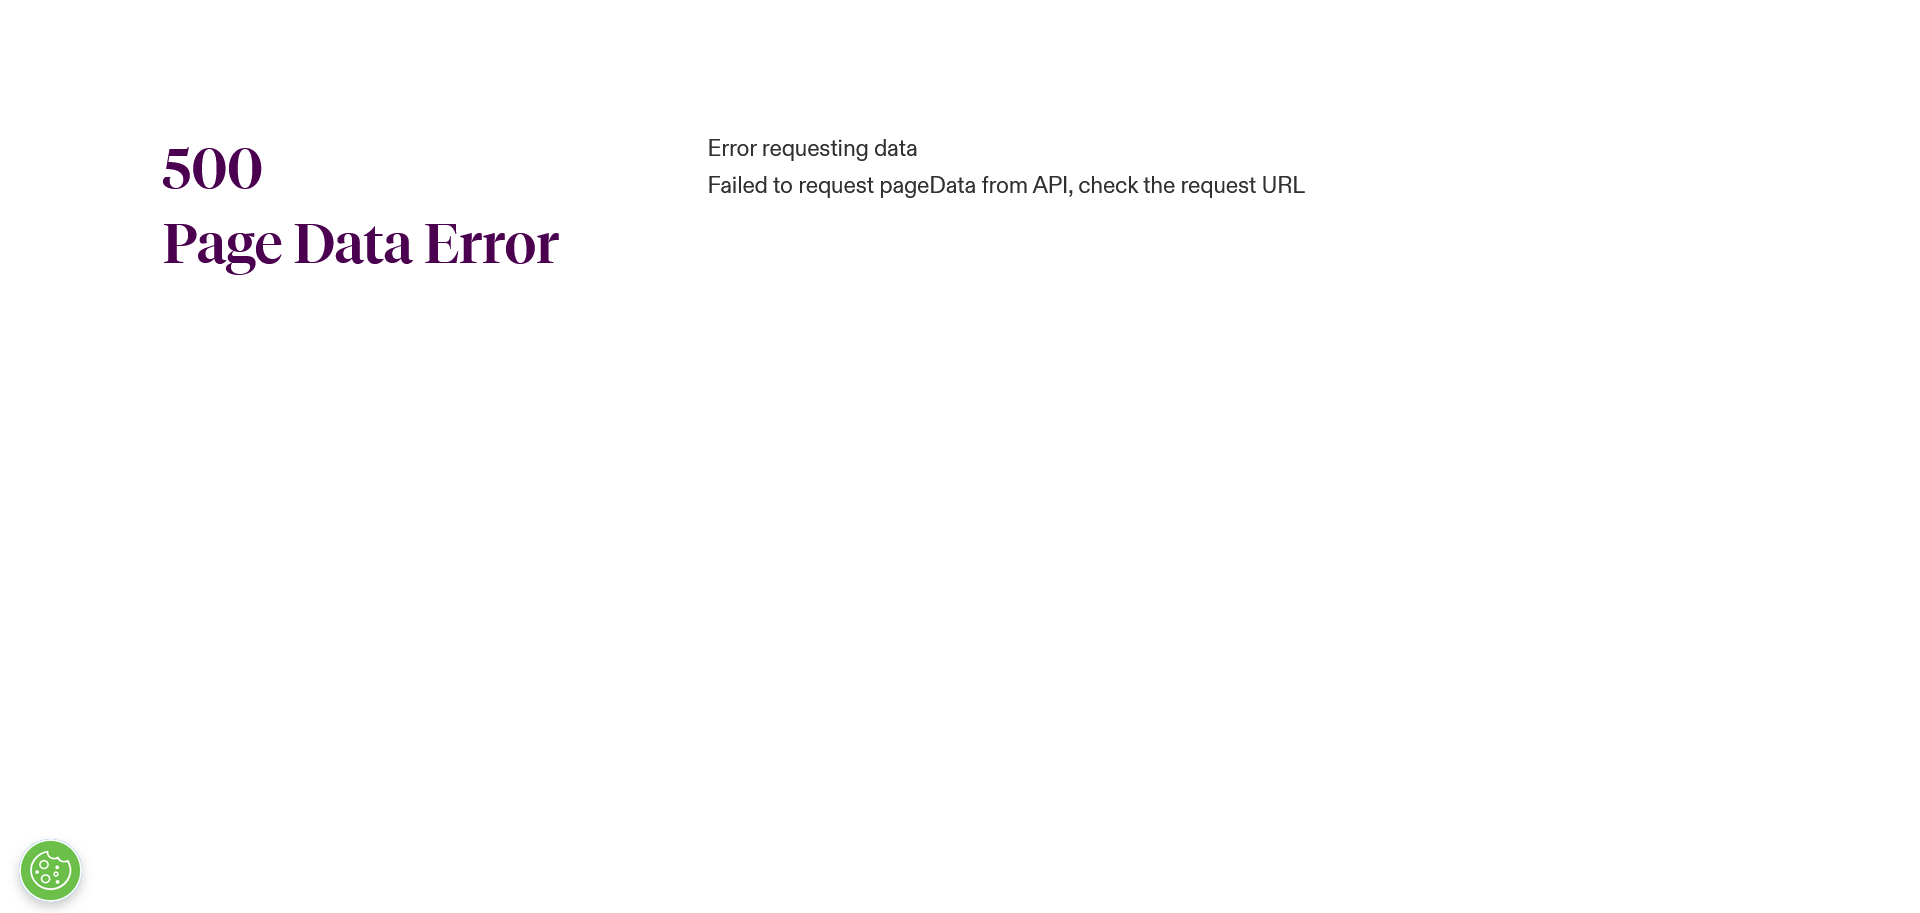 500
Page Data Error
Error requesting data
Failed to request pageData from API, check the request URL